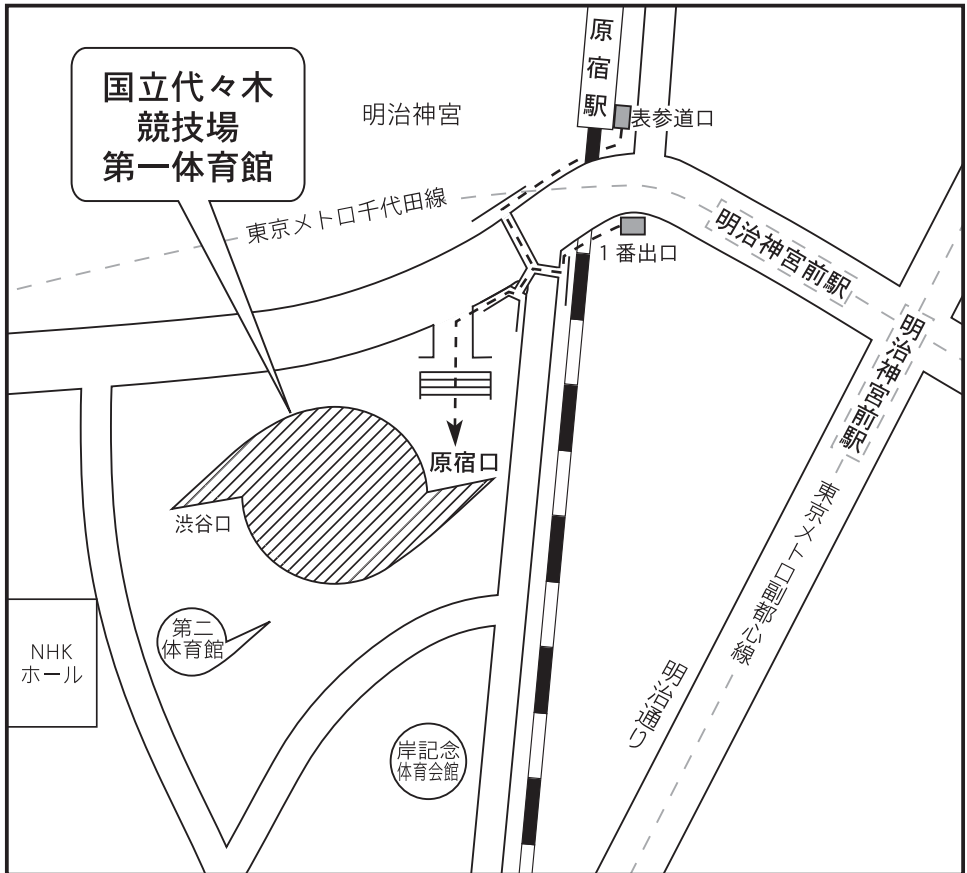 国立代々木
競技場
第一体育館
明治神宮
原宿駅
表参道口
東京メトロ千代田線
1番出口
明治神宮前駅
明治神宮前駅
原宿口
渋谷口
東京メトロ副都心線
第二
体育館
NHK
ホール
明治通り
岸記念
体育会館